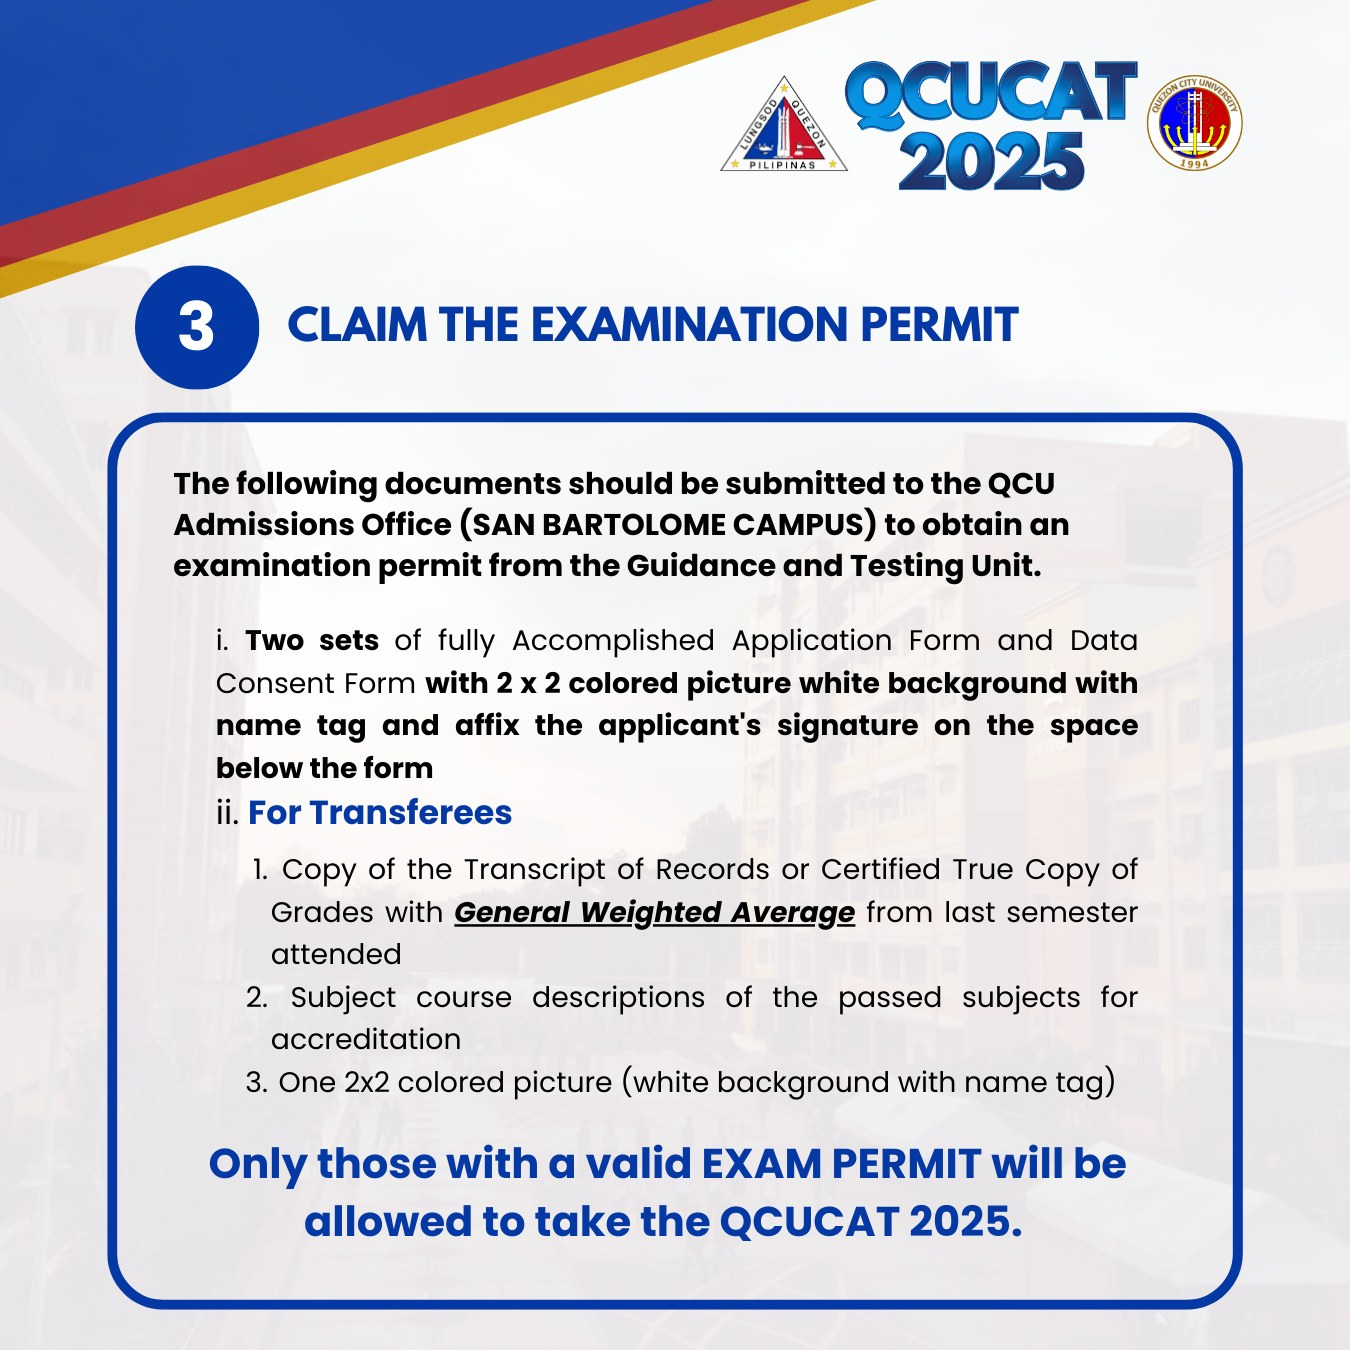 QCUCAT
2025
LUNGSOD QUEZON
PILIPINAS
QUEZON CITY UNIVERSITY
1994
3
CLAIM THE EXAMINATION PERMIT
The following documents should be submitted to the QCU
Admissions Office (SAN BARTOLOME CAMPUS) to obtain an
examination permit from the Guidance and Testing Unit.
i. Two sets of fully Accomplished Application Form and Data
Consent Form with 2 x 2 colored picture white background with
name tag and affix the applicant's signature on the space
below the form
ii. For Transferees
1. Copy of the Transcript of Records or Certified True Copy of
Grades with General Weighted Average from last semester
attended
2. Subject course descriptions of the passed subjects for
accreditation
3. One 2x2 colored picture (white background with name tag)
Only those with a valid EXAM PERMIT will be
allowed to take the QCUCAT 2025.